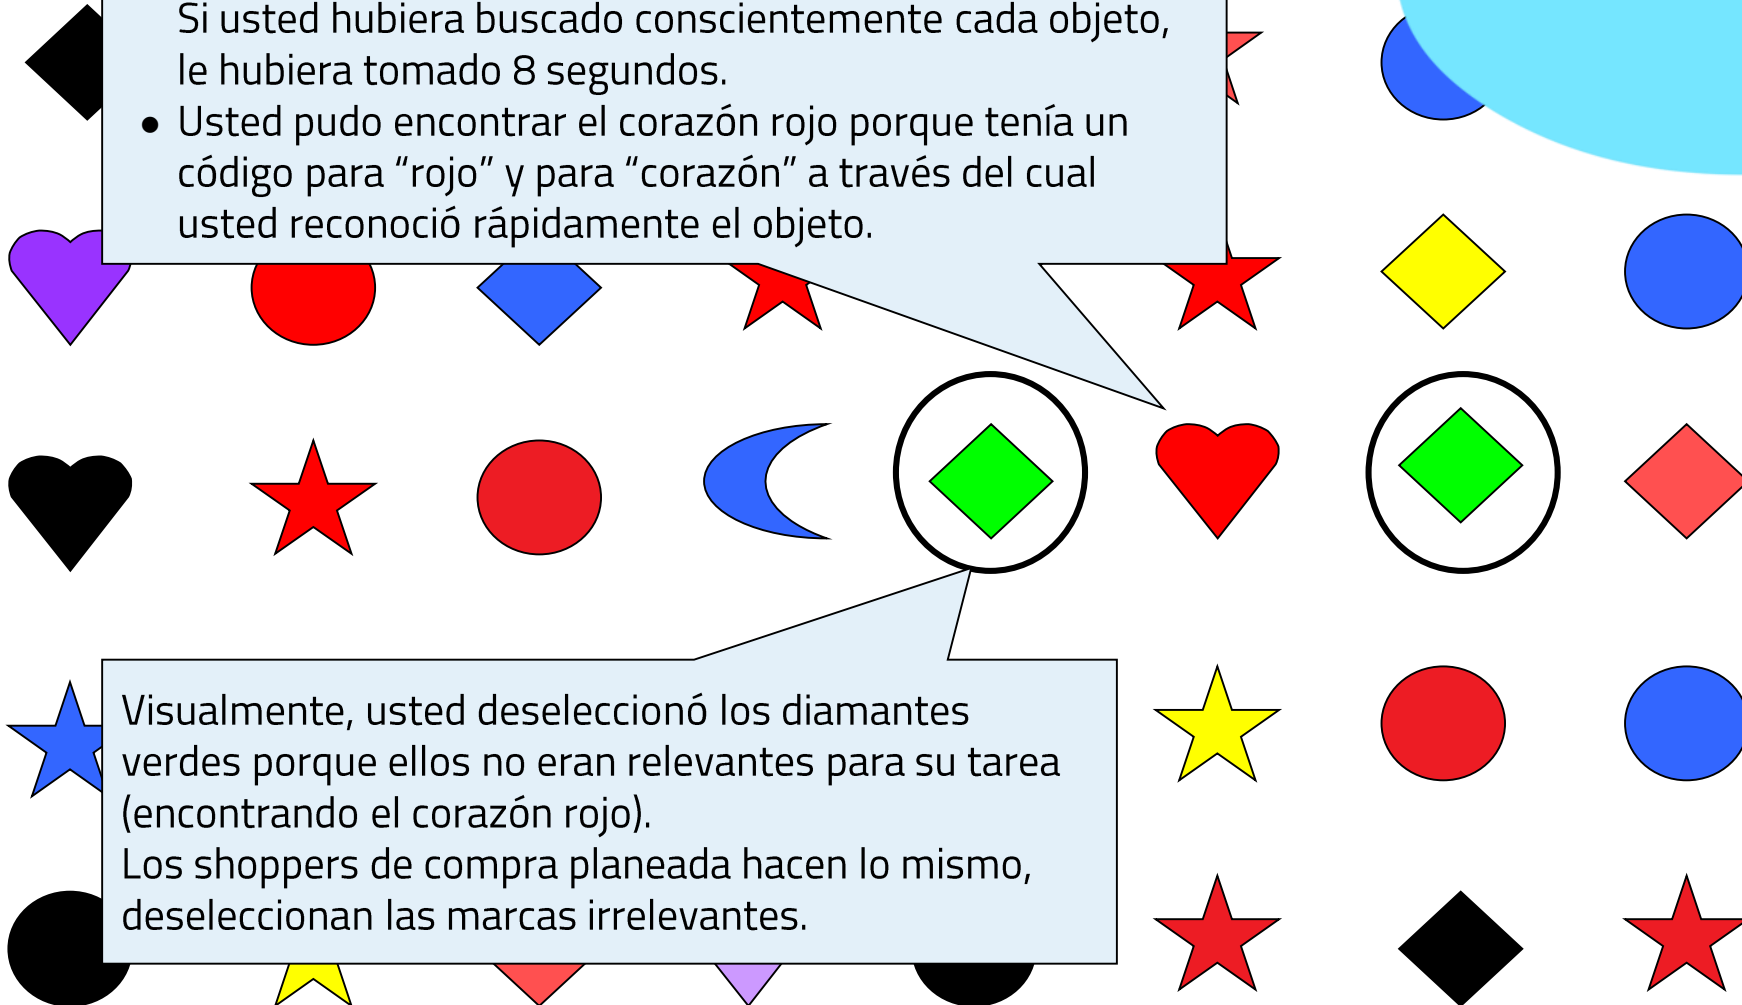 Si usted hubiera buscado conscientemente cada objeto,
le hubiera tomado 8 segundos.
● Usted pudo encontrar el corazón rojo porque tenía un
código para “rojo” y para “corazón” a través del cual
usted reconoció rápidamente el objeto.
Visualmente, usted deseleccionó los diamantes
verdes porque ellos no eran relevantes para su tarea
(encontrando el corazón rojo).
Los shoppers de compra planeada hacen lo mismo,
deseleccionan las marcas irrelevantes.